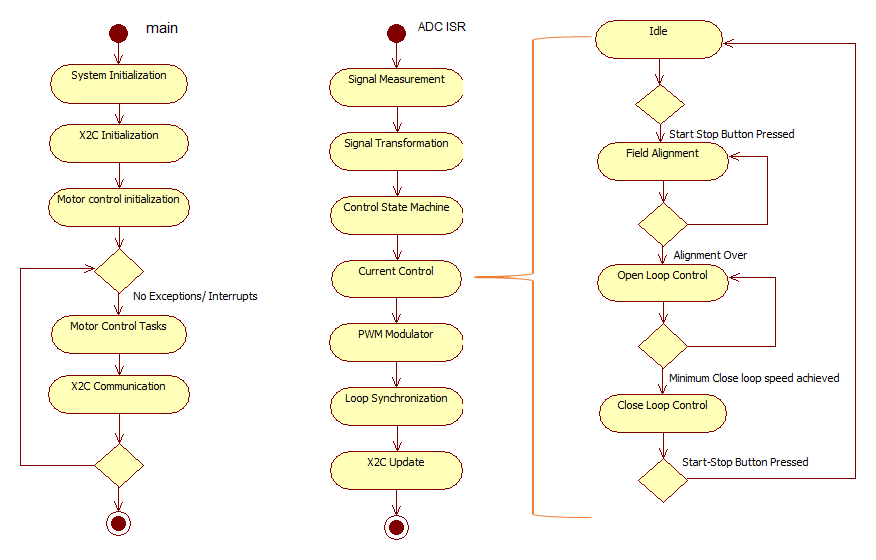 main
System Initialization
X2C Initialization
Motor control initialization
No Exceptions/ Interrupts
Motor Control Tasks
X2C Communication
ADC ISR
Signal Measurement
Signal Transformation
Control State Machine
Current Control
PWM Modulator
Loop Synchronization
X2C Update
Idle
Start Stop Button Pressed
Field Alignment
Alignment Over
Open Loop Control
Minimum Close loop speed achieved
Close Loop Control
Start-Stop Button Pressed